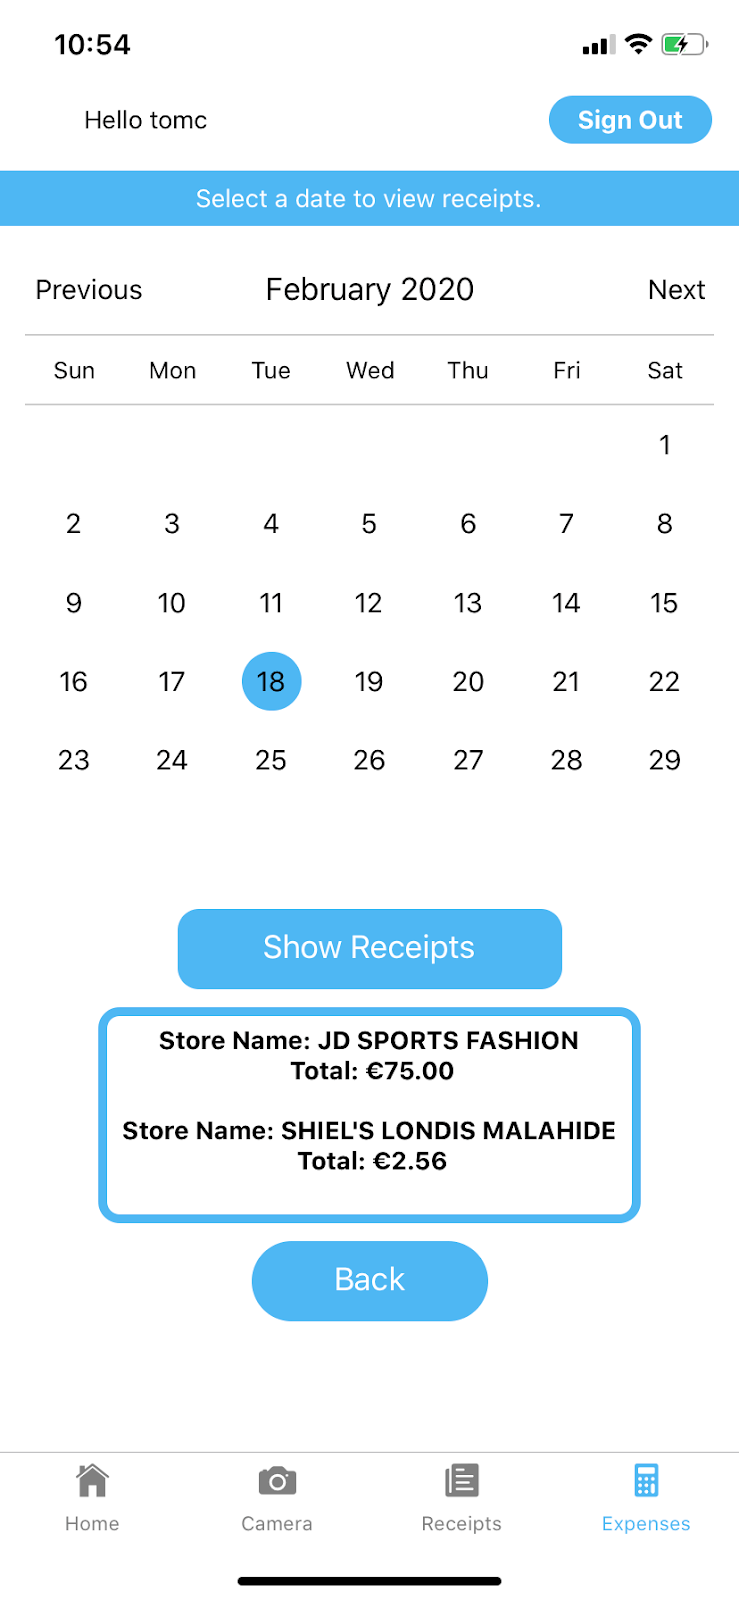 10:54
Hello tomc
Sign Out
Select a date to view receipts.
Previous February 2020 Next
Sun Mon Tue Wed Thu Fri Sat
1
2 3 4 5 6 7 8
9 10 11 12 13 14 15
16 17 18 19 20 21 22
23 24 25 26 27 28 29
Show Receipts
Store Name: JD SPORTS FASHION
Total: €75.00
Store Name: SHIEL'S LONDIS MALAHIDE
Total: €2.56
Back
Home Camera Receipts Expenses